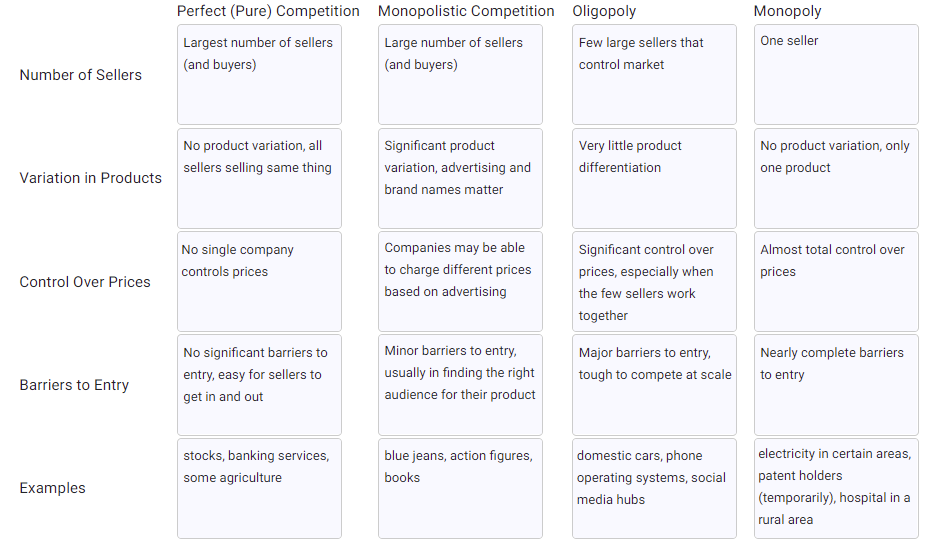 Perfect (Pure) Competition
Monopolistic Competition
Oligopoly
Monopoly
Number of Sellers
Largest number of sellers
(and buyers)
Large number of sellers
(and buyers)
Few large sellers that
control market
One seller
Variation in Products
No product variation, all
sellers selling same thing
Significant product
variation, advertising and
brand names matter
Very little product
differentiation
No product variation, only
one product
Control Over Prices
No single company
controls prices
Companies may be able
to charge different prices
based on advertising
Significant control over
prices, especially when
the few sellers work
together
Almost total control over
prices
Barriers to Entry
No significant barriers to
entry, easy for sellers to
get in and out
Minor barriers to entry,
usually in finding the right
audience for their product
Major barriers to entry,
tough to compete at scale
Nearly complete barriers
to entry
Examples
stocks, banking services,
some agriculture
blue jeans, action figures,
books
domestic cars, phone
operating systems, social
media hubs
electricity in certain areas,
patent holders
(temporarily), hospital in a
rural area